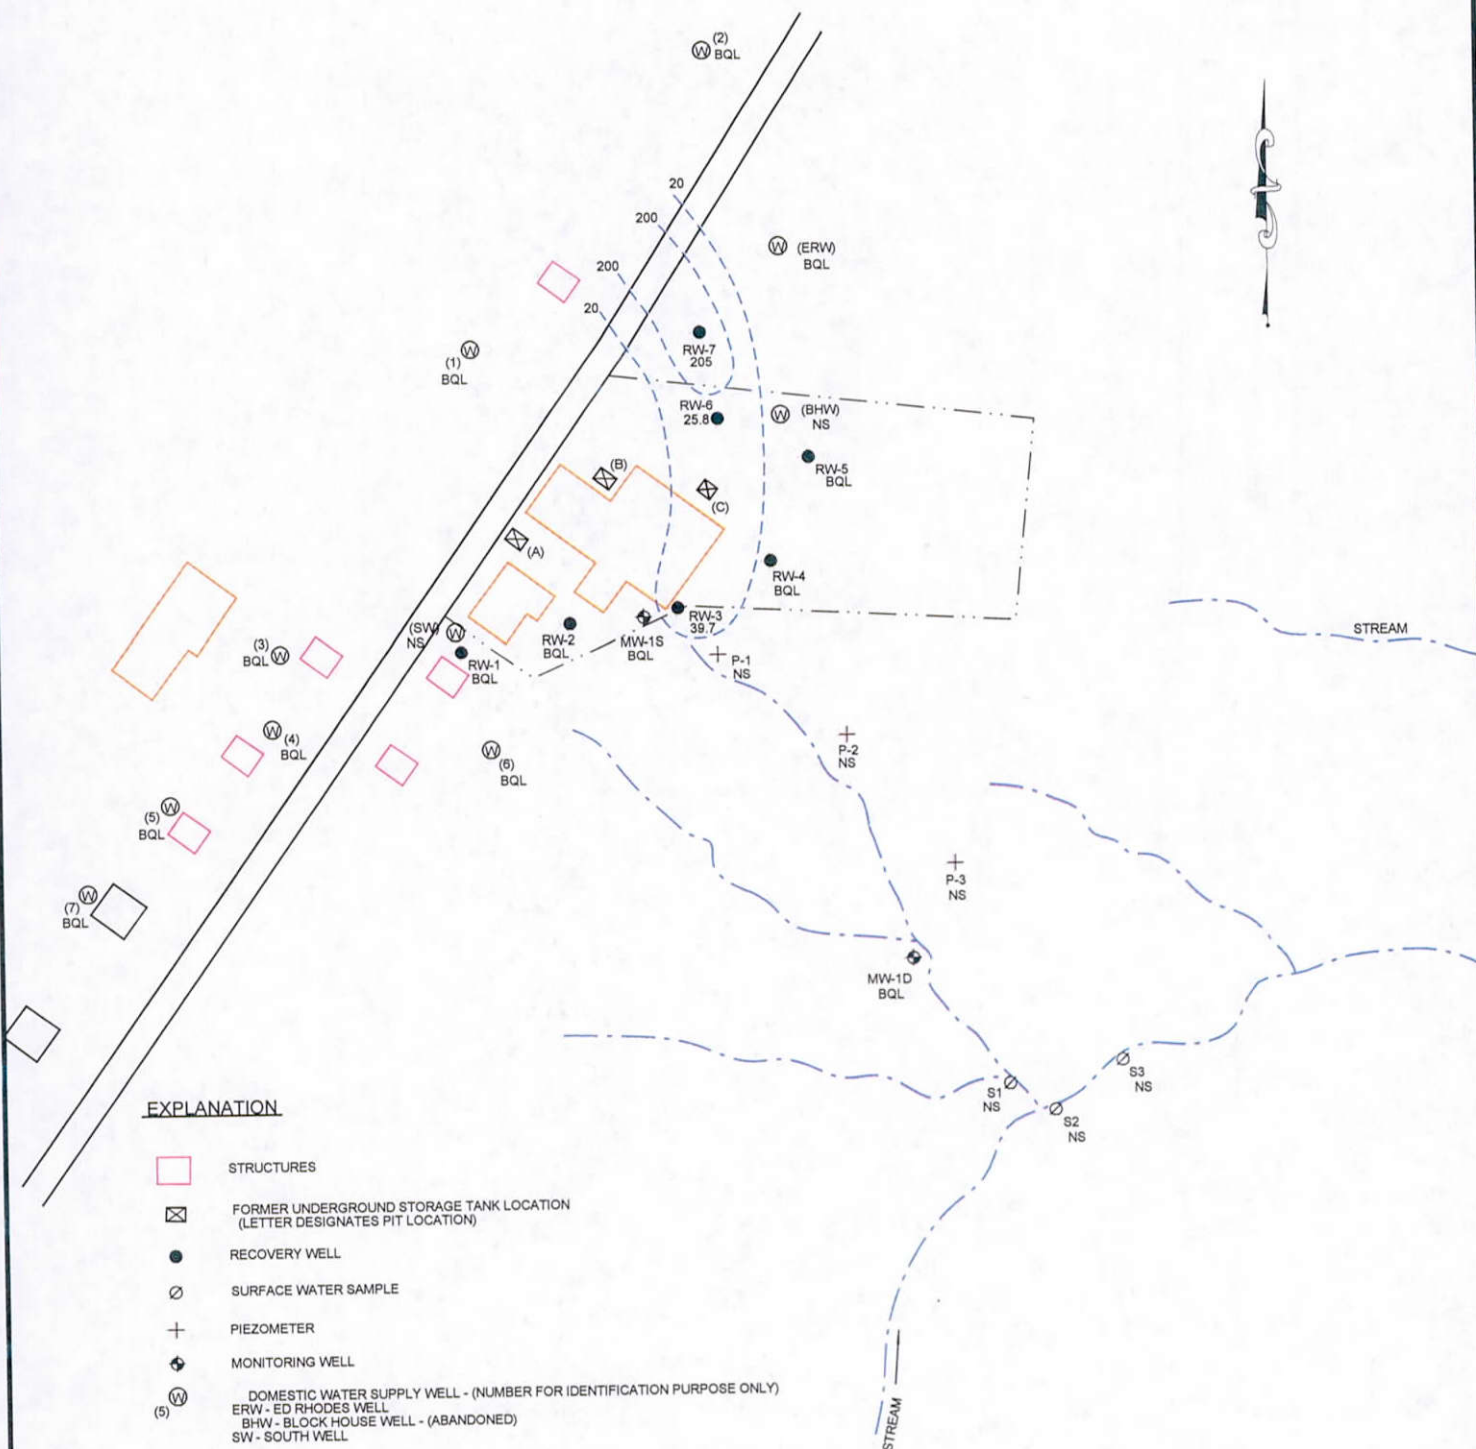 (2)
BQL
20
200
(ERW)
BQL
200
20
RW-7
205
(1)
BQL
RW-6
25.8
(BHW)
NS
(B)
RW-5
BQL
(C)
(A)
RW-4
BQL
(SW)
NS
RW-3
39.7
RW-2
BQL
MW-1S
BQL
STREAM
(3)
BQL
RW-1
BQL
P-1
NS
(4)
BQL
P-2
NS
(6)
BQL
(5)
BQL
P-3
NS
(7)
BQL
MW-1D
BQL
S3
NS
S1
NS
S2
NS
EXPLANATION
STRUCTURES
FORMER UNDERGROUND STORAGE TANK LOCATION
(LETTER DESIGNATES PIT LOCATION)
RECOVERY WELL
SURFACE WATER SAMPLE
PIEZOMETER
MONITORING WELL
W DOMESTIC WATER SUPPLY WELL - (NUMBER FOR IDENTIFICATION PURPOSE ONLY)
(5) ERW - ED RHODES WELL
BHW - BLOCK HOUSE WELL - (ABANDONED)
SW - SOUTH WELL
STREAM